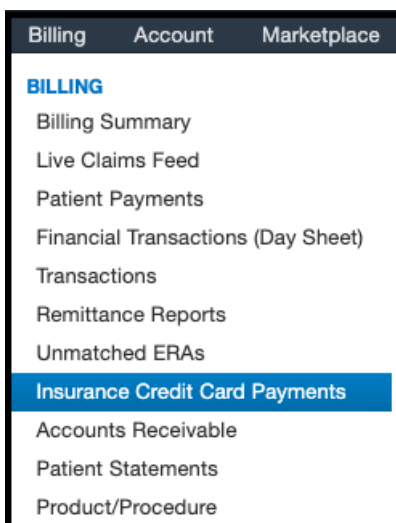 Billing Account Marketplace
BILLING
Billing Summary
Live Claims Feed
Patient Payments
Financial Transactions (Day Sheet)
Transactions
Remittance Reports
Unmatched ERAs
Insurance Credit Card Payments
Accounts Receivable
Patient Statements
Product/Procedure